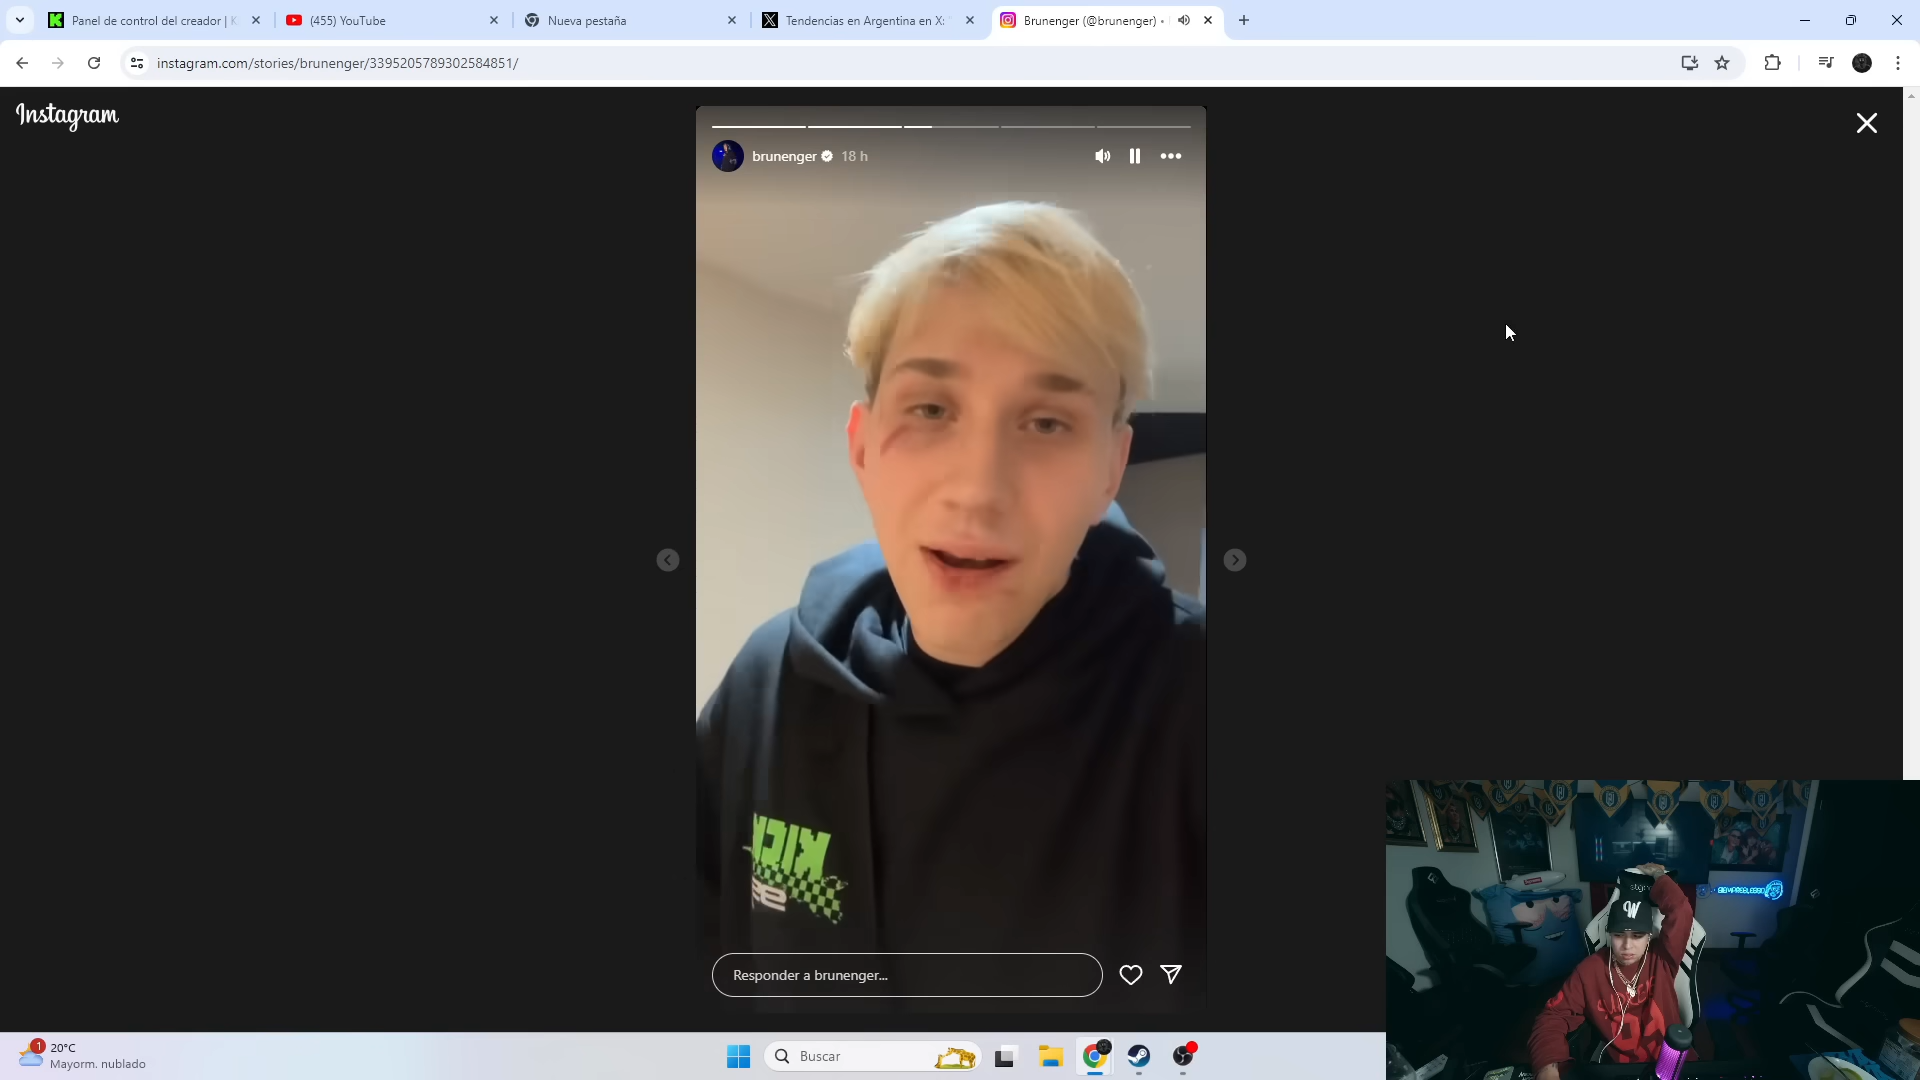 Panel de control del creador | K
(455) YouTube
Nueva pestaña
Tendencias en Argentina en X:
Brunenger (@brunenger) •
instagram.com/stories/brunenger/3395205789302584851/
Instagram
brunenger 18 h
KICK
Responder a brunenger...
W
1
20°C
Mayorm. nublado
Buscar